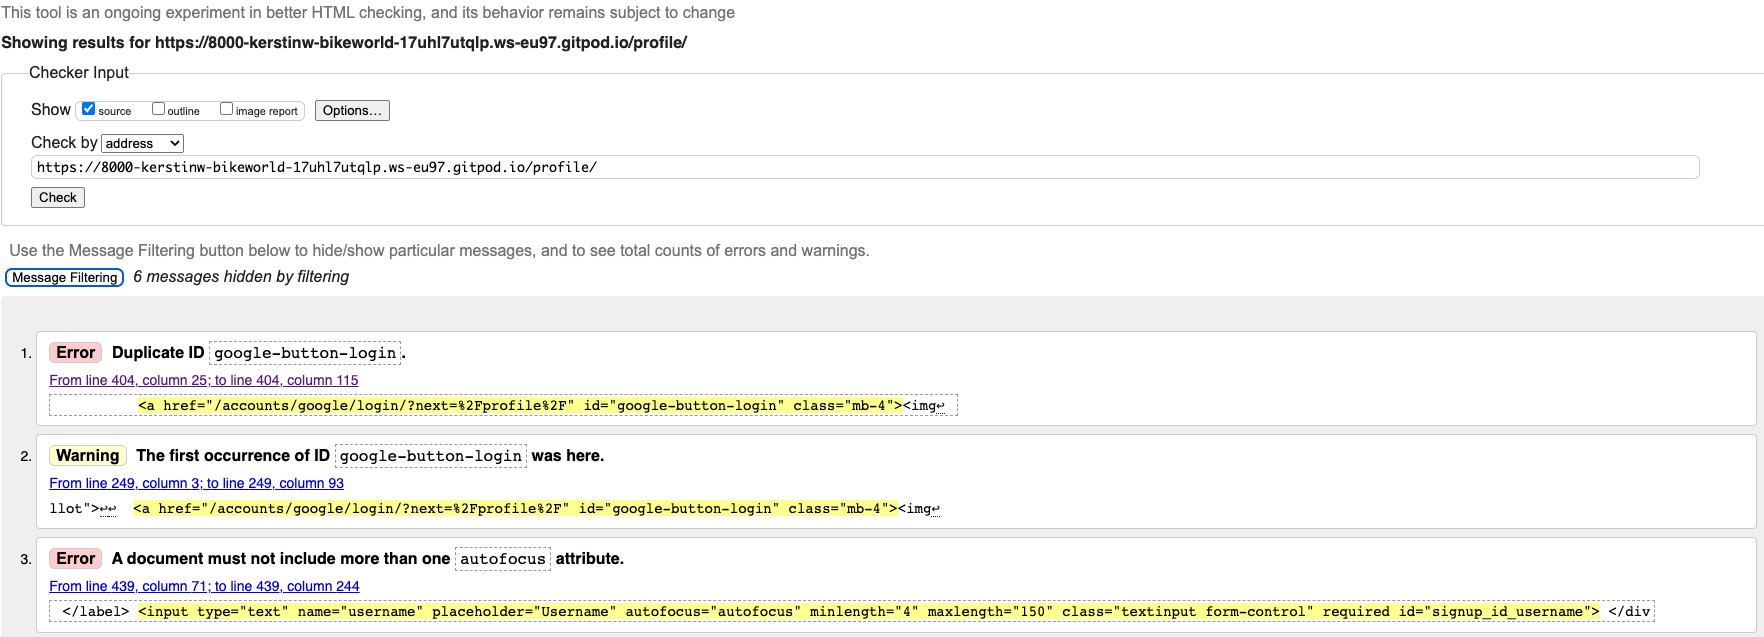 This tool is an ongoing experiment in better HTML checking, and its behavior remains subject to change
Showing results for https://8000-kerstinw-bikeworld-17uhl7utqlp.ws-eu97.gitpod.io/profile/
Checker Input
Show source outline image report Options...
Check by address
https://8000-kerstinw-bikeworld-17uhl7utqlp.ws-eu97.gitpod.io/profile/
Check
Use the Message Filtering button below to hide/show particular messages, and to see total counts of errors and warnings.
Message Filtering 6 messages hidden by filtering
1. Error Duplicate ID google-button-login.
From line 404, column 25; to line 404, column 115
<a href="/accounts/google/login/?next=%2Fprofile%2F" id="google-button-login" class="mb-4"><img↩
2. Warning The first occurrence of ID google-button-login was here.
From line 249, column 3; to line 249, column 93
llot">↩↩ <a href="/accounts/google/login/?next=%2Fprofile%2F" id="google-button-login" class="mb-4"><img↩
3. Error A document must not include more than one autofocus attribute.
From line 439, column 71; to line 439, column 244
</label> <input type="text" name="username" placeholder="Username" autofocus="autofocus" minlength="4" maxlength="150" class="textinput form-control" required id="signup_id_username"> </div